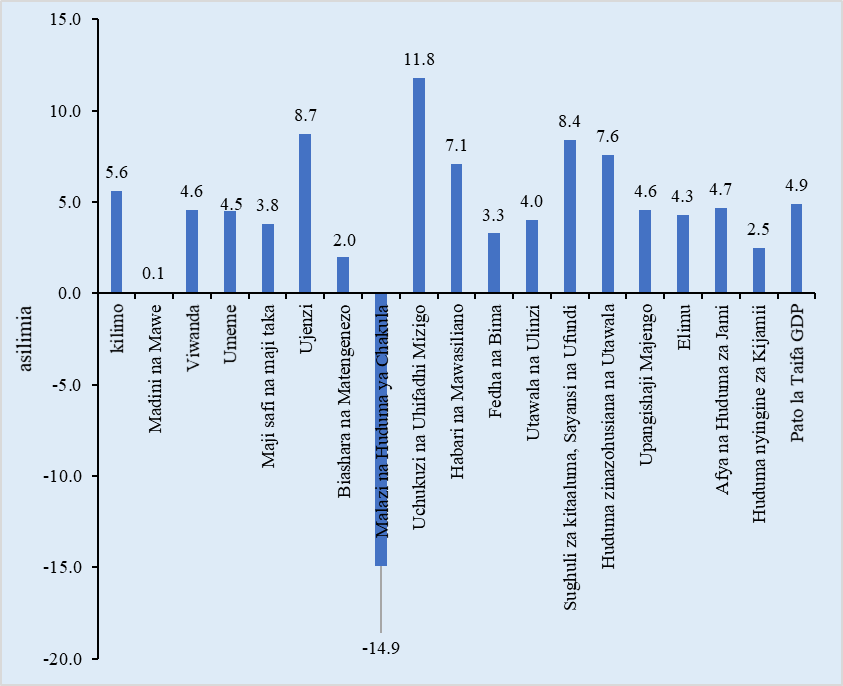 15.0
10.0
5.0
0.0
-5.0
-10.0
-15.0
-20.0
asilimia
5.6
0.1
4.6
4.5
3.8
8.7
2.0
-14.9
11.8
7.1
3.3
4.0
8.4
7.6
4.6
4.3
4.7
2.5
4.9
kilimo
Madini na Mawe
Viwanda
Umeme
Maji safi na maji taka
Ujenzi
Biashara na Matengenezo
Malazi na Huduma ya Chakula
Uchukuzi na Uhifadhi Mizigo
Habari na Mawasiliano
Fedha na Bima
Utawala na Ulinzi
Sughuli za kitaaluma, Sayansi na Ufundi
Huduma zinazohusiana na Utawala
Upangishaji Majengo
Elimu
Afya na Huduma za Jami
Huduma nyingine za Kijamii
Pato la Taifa GDP